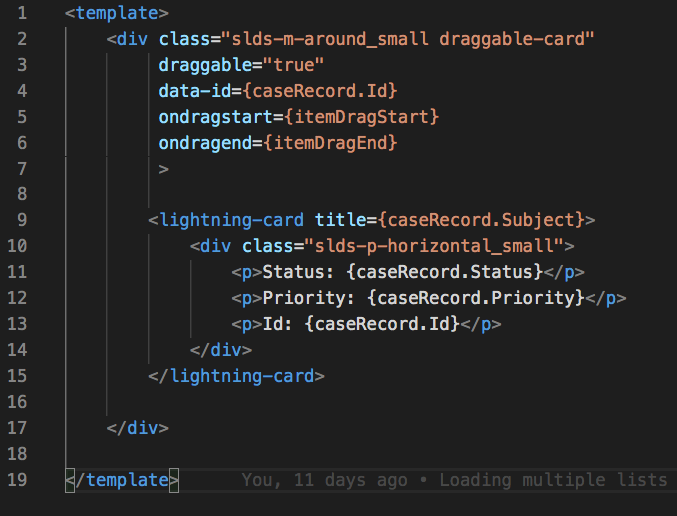 1 <template>
2 <div class="slds-m-around_small draggable-card"
3 draggable="true"
4 data-id={caseRecord.Id}
5 ondragstart={itemDragStart}
6 ondragend={itemDragEnd}
7 >
8
9 <lightning-card title={caseRecord.Subject}>
10 <div class="slds-p-horizontal_small">
11 <p>Status: {caseRecord.Status}</p>
12 <p>Priority: {caseRecord.Priority}</p>
13 <p>Id: {caseRecord.Id}</p>
14 </div>
15 </lightning-card>
16
17 </div>
18
19 </template> You, 11 days ago • Loading multiple lists